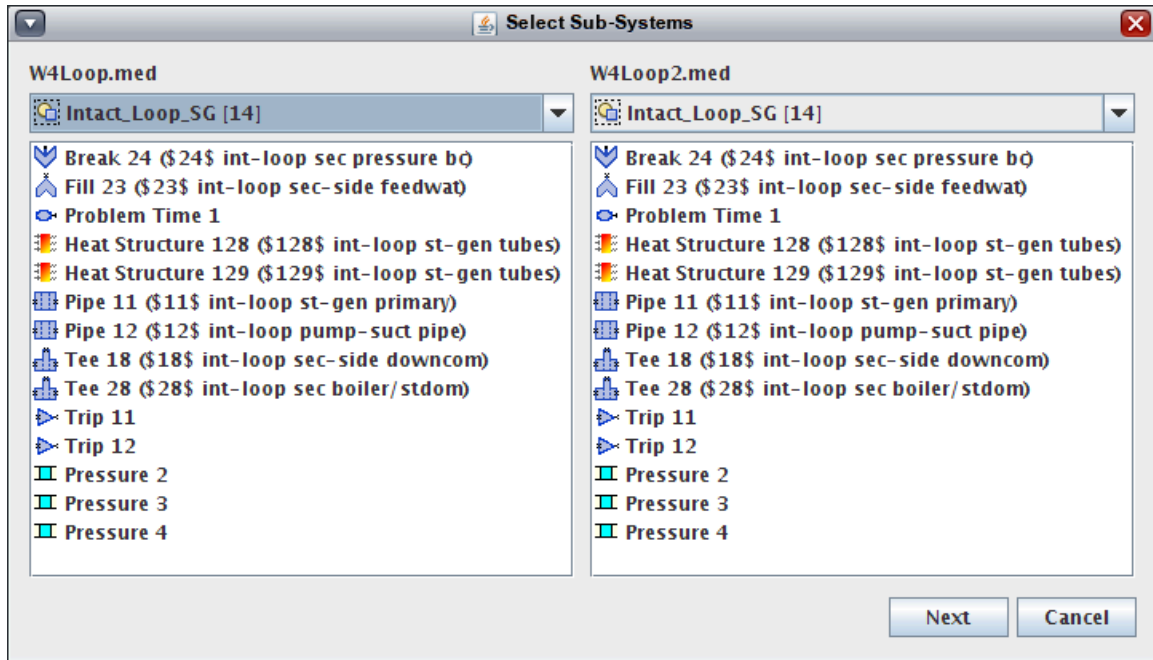 Select Sub-Systems
W4Loop.med
Intact_Loop_SG [14]
Break 24 ($24$ int-loop sec pressure bc)
Fill 23 ($23$ int-loop sec-side feedwat)
Problem Time 1
Heat Structure 128 ($128$ int-loop st-gen tubes)
Heat Structure 129 ($129$ int-loop st-gen tubes)
Pipe 11 ($11$ int-loop st-gen primary)
Pipe 12 ($12$ int-loop pump-suct pipe)
Tee 18 ($18$ int-loop sec-side downcom)
Tee 28 ($28$ int-loop sec boiler/stdom)
Trip 11
Trip 12
Pressure 2
Pressure 3
Pressure 4
W4Loop2.med
Intact_Loop_SG [14]
Break 24 ($24$ int-loop sec pressure bc)
Fill 23 ($23$ int-loop sec-side feedwat)
Problem Time 1
Heat Structure 128 ($128$ int-loop st-gen tubes)
Heat Structure 129 ($129$ int-loop st-gen tubes)
Pipe 11 ($11$ int-loop st-gen primary)
Pipe 12 ($12$ int-loop pump-suct pipe)
Tee 18 ($18$ int-loop sec-side downcom)
Tee 28 ($28$ int-loop sec boiler/stdom)
Trip 11
Trip 12
Pressure 2
Pressure 3
Pressure 4
Next
Cancel